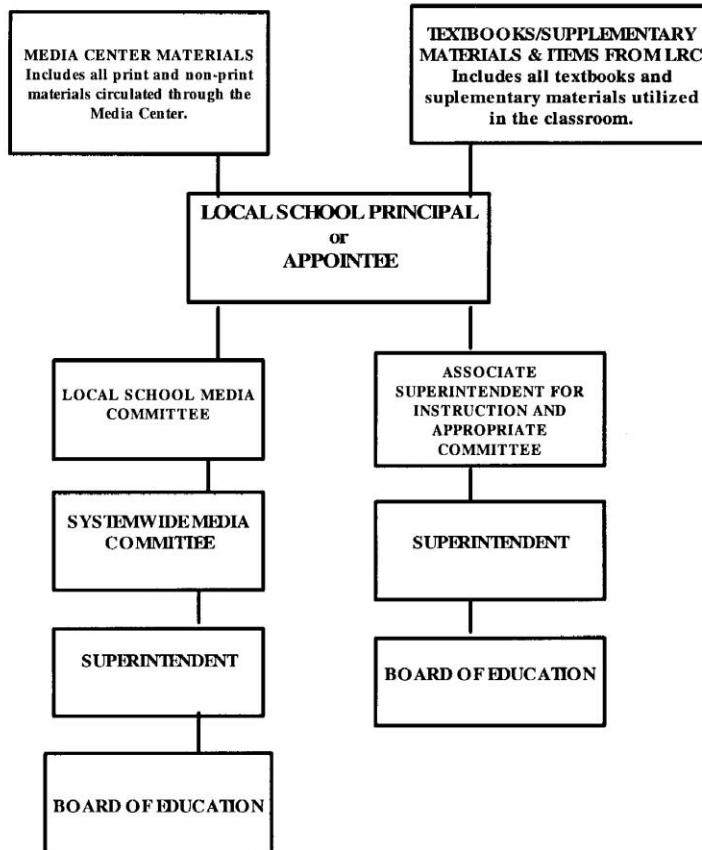 MEDIA CENTER MATERIALS
Includes all print and non-print
materials circulated through the
Media Center.
TEXTBOOKS/SUPPLEMENTARY
MATERIALS & ITEMS FROM LRC
Includes all textbooks and
suplementary materials utilized
in the classroom.
LOCAL SCHOOL PRINCIPAL
or
APPOINTEE
LOCAL SCHOOL MEDIA
COMMITTEE
ASSOCIATE
SUPERINTENDENT FOR
INSTRUCTION AND
APPROPRIATE
COMMITTEE
SYSTEMWIDE MEDIA
COMMITTEE
SUPERINTENDENT
SUPERINTENDENT
BOARD OF EDUCATION
BOARD OF EDUCATION